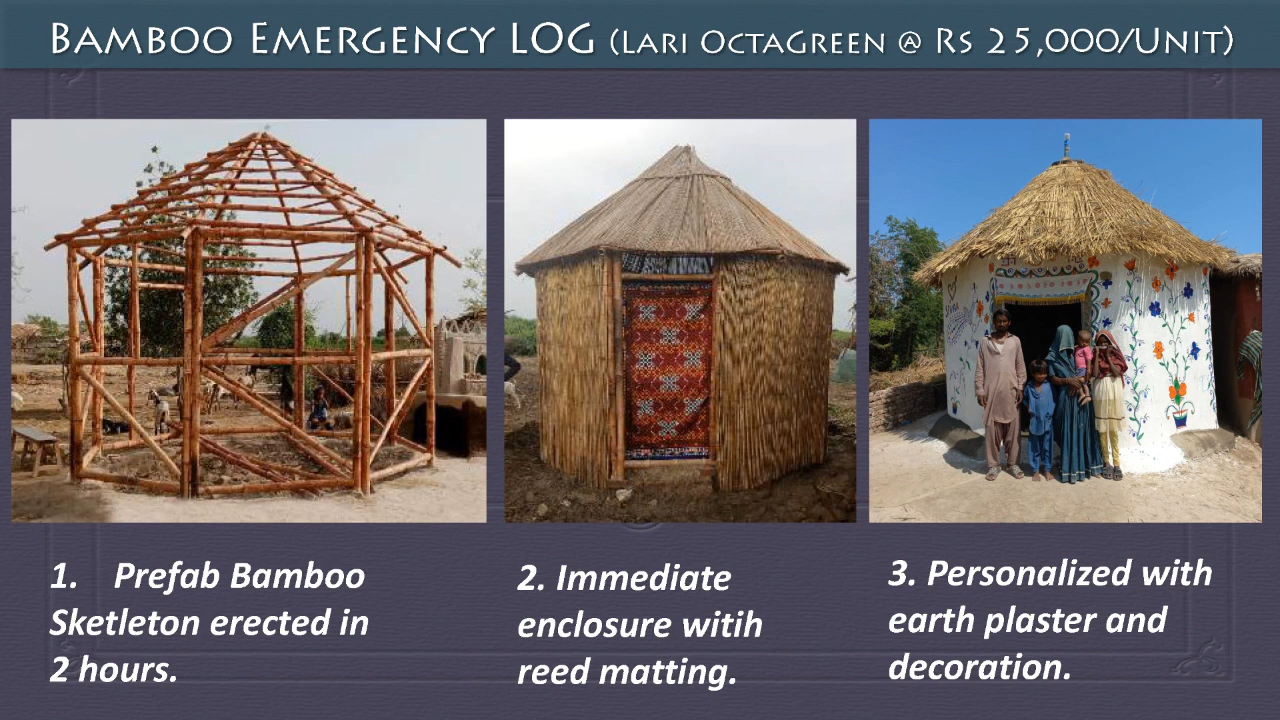 BAMBOO EMERGENCY LOG (LARI OCTAGREEN @ RS 25,000/UNIT)
1. Prefab Bamboo
Sketleton erected in
2 hours.
2. Immediate
enclosure witih
reed matting.
3. Personalized with
earth plaster and
decoration.